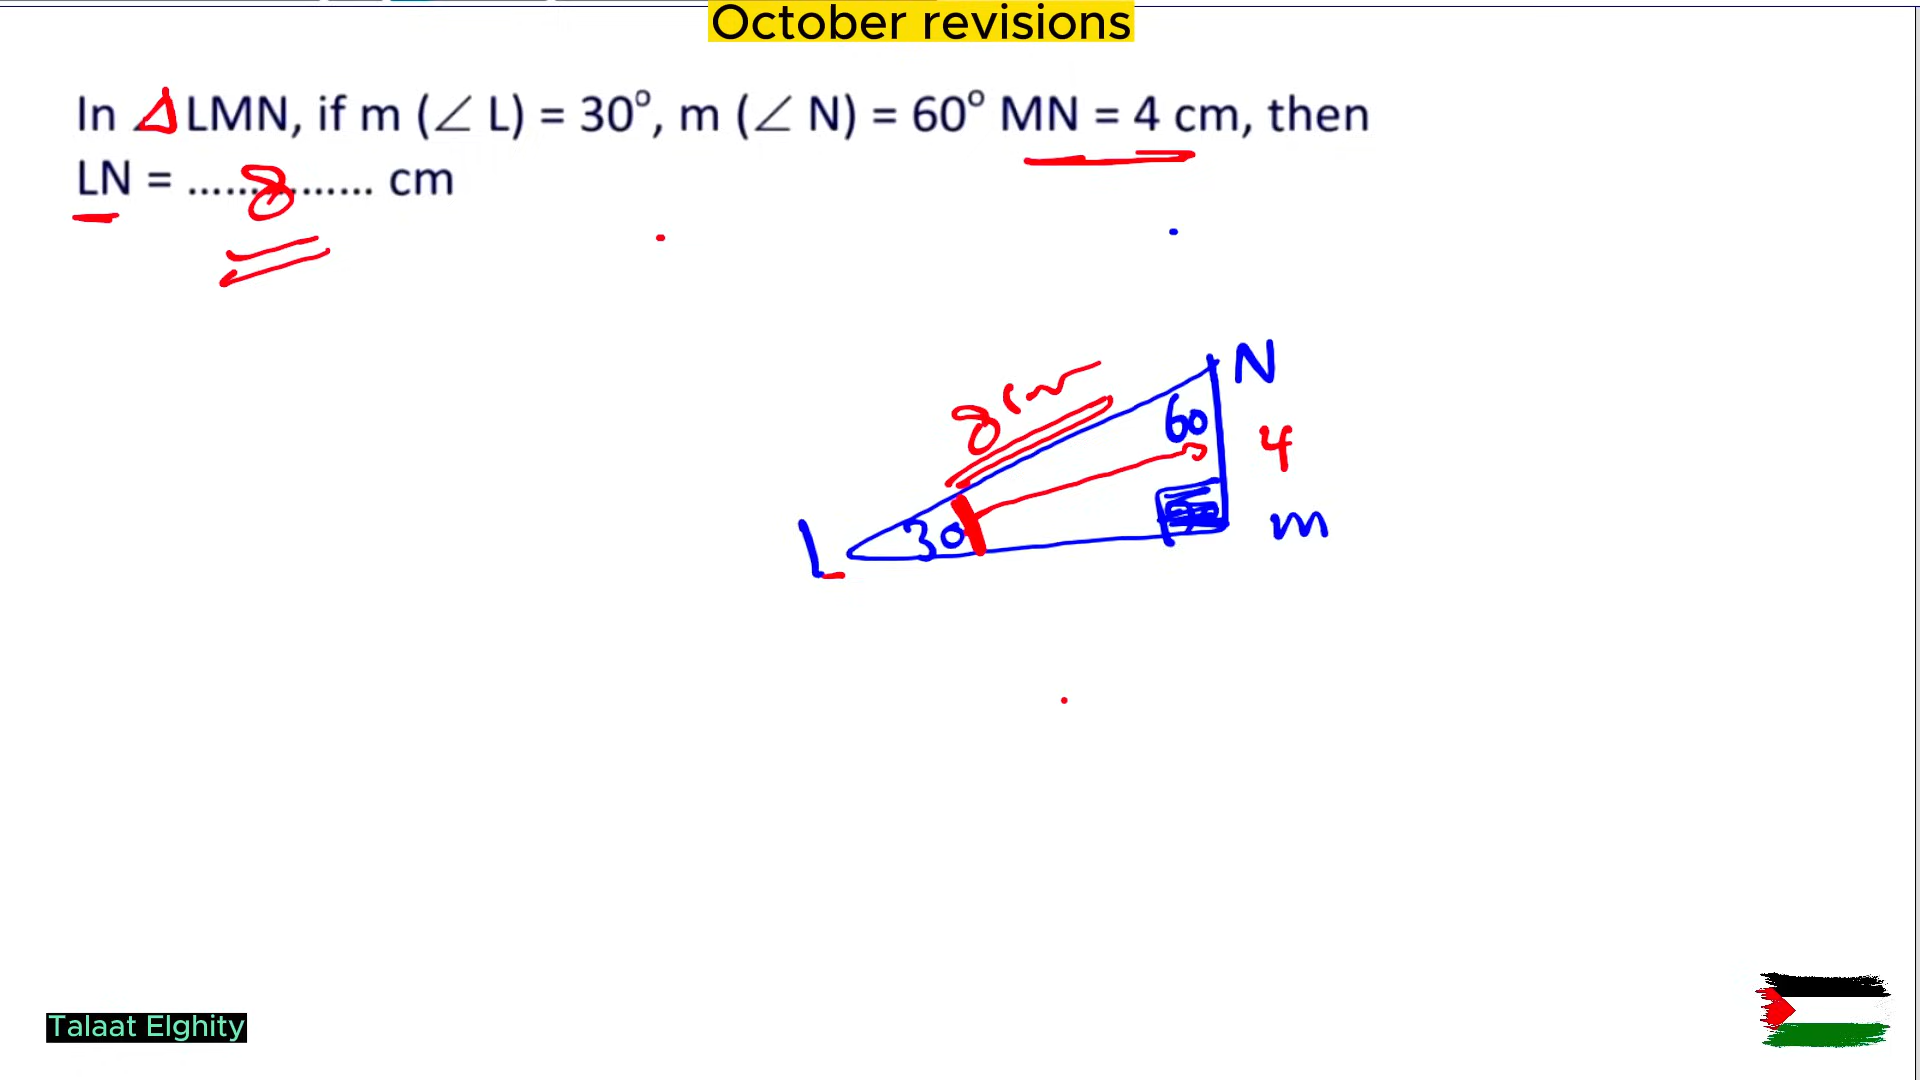 October revisions
In Δ LMN, if m (∠ L) = 30°, m (∠ N) = 60° MN = 4 cm, then
LN = ......8....... cm
8 cm
N
60
4
L
30
m
Talaat Elghity